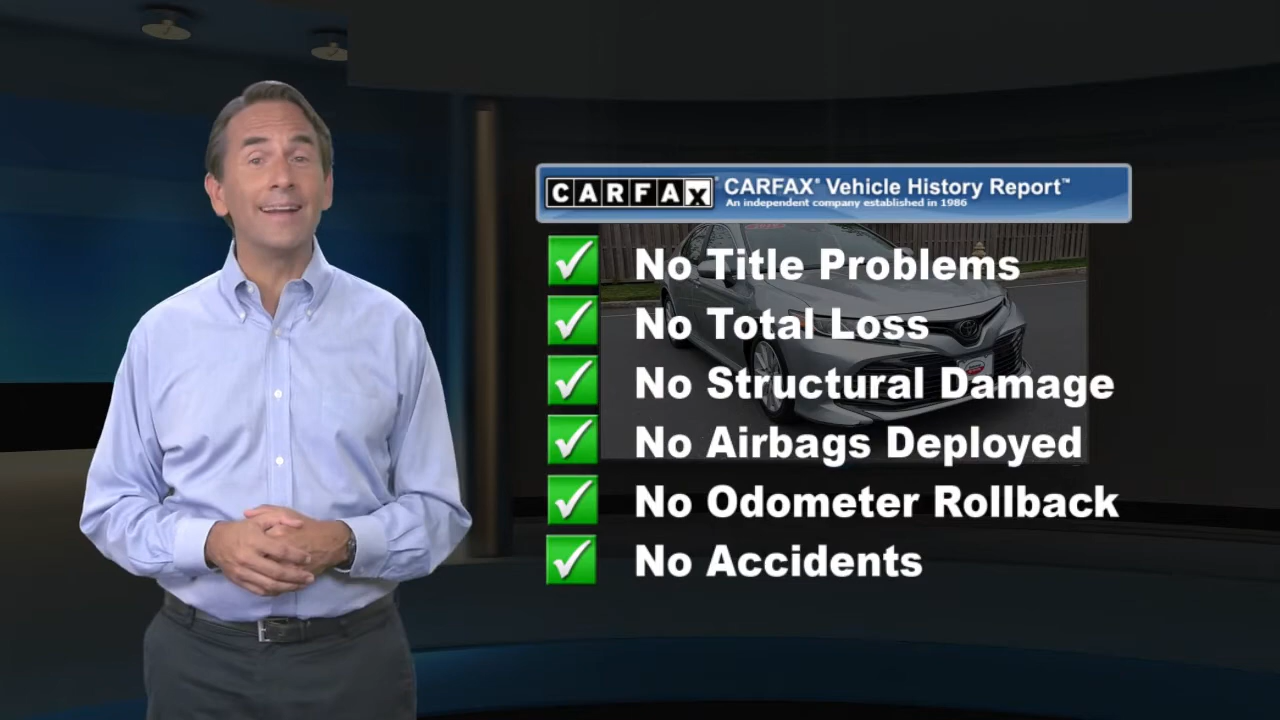 CARFAX® CARFAX® Vehicle History Report™
An independent company established in 1986
No Title Problems
No Total Loss
No Structural Damage
No Airbags Deployed
No Odometer Rollback
No Accidents